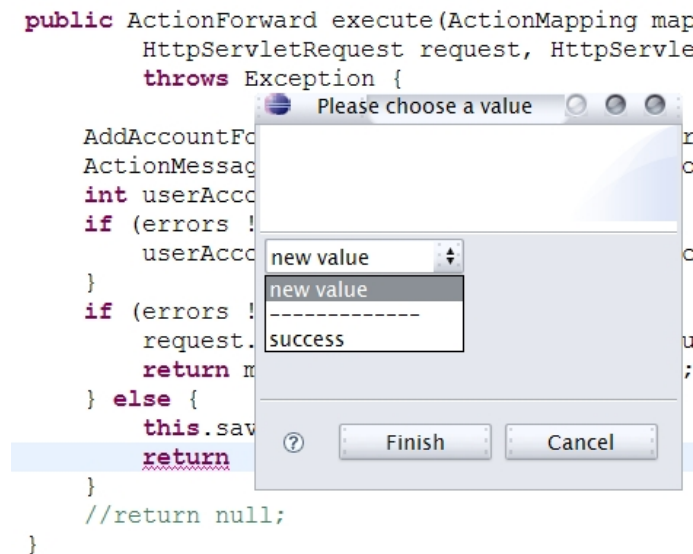 public ActionForward execute(ActionMapping map
HttpServletRequest request, HttpServle
throws Exception {
Please choose a value
AddAccountFo
ActionMessag
int userAcco
if (errors !
userAcco
}
if (errors !
request.
return m ;
} else {
this.sav
return
}
//return null;
}
new value
new value
-------------
success
Finish
Cancel